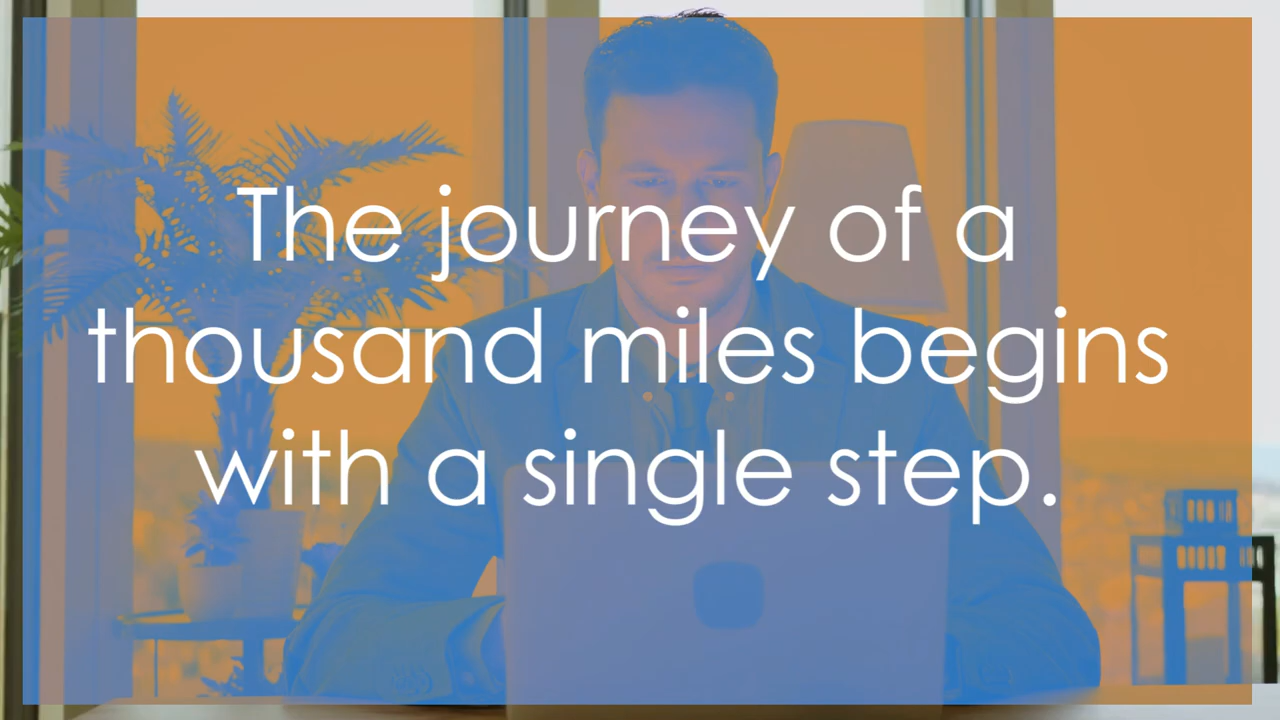 The journey of a
thousand miles begins
with a single step.